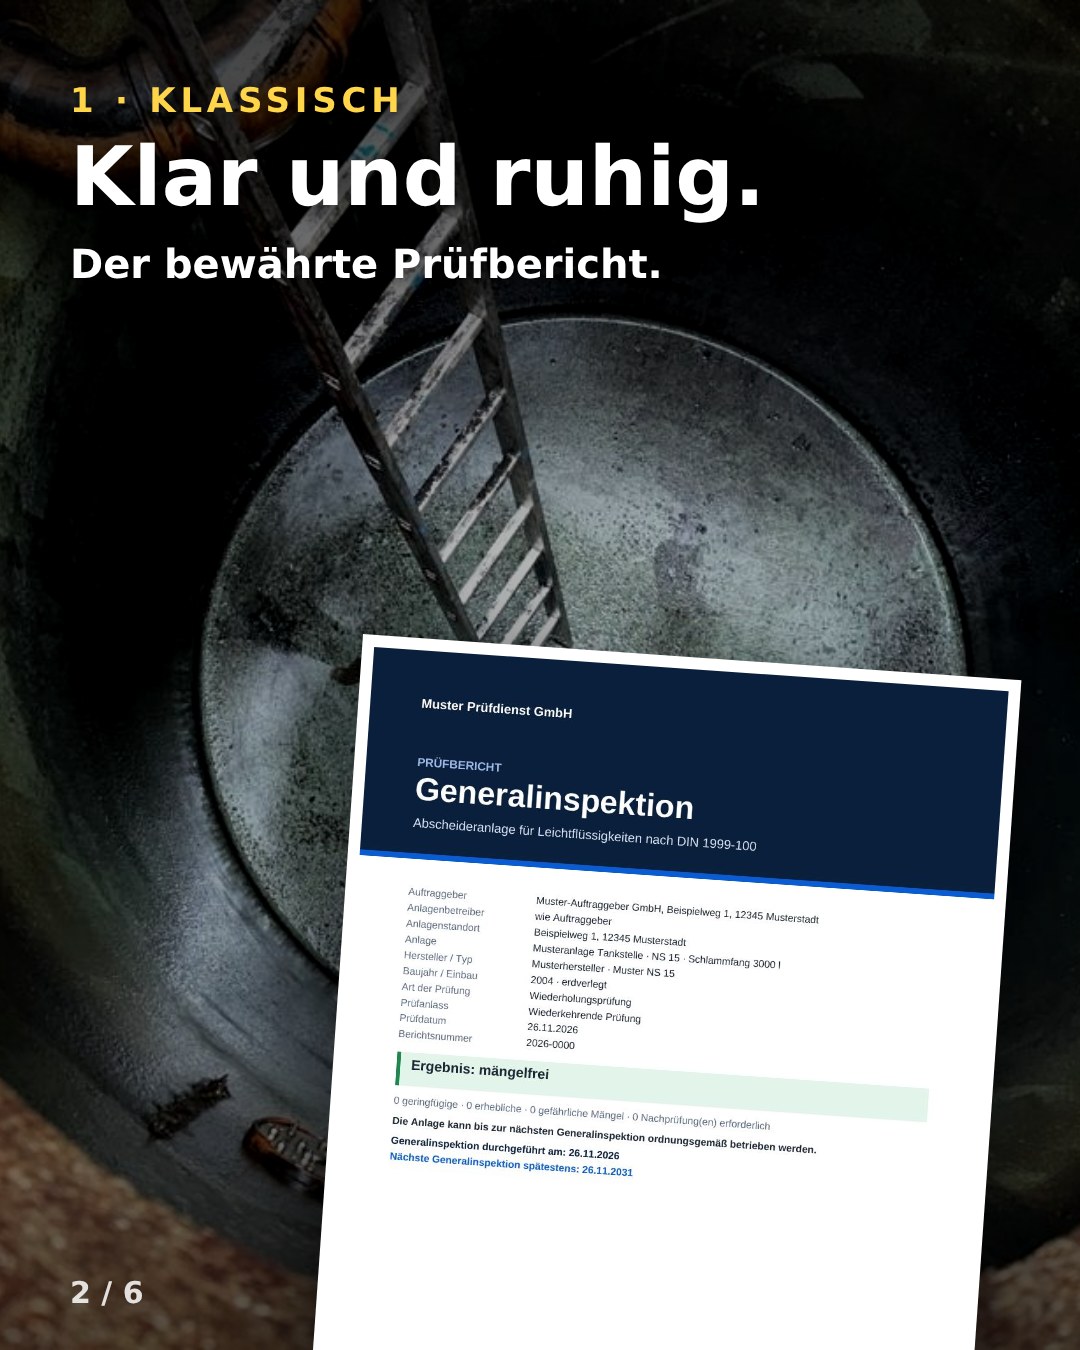 1 · KLASSISCH
Klar und ruhig.
Der bewährte Prüfbericht.
Muster Prüfdienst GmbH
PRÜFBERICHT
Generalinspektion
Abscheideranlage für Leichtflüssigkeiten nach DIN 1999-100
Auftraggeber Muster-Auftraggeber GmbH, Beispielweg 1, 12345 Musterstadt
Anlagenbetreiber wie Auftraggeber
Anlagenstandort Beispielweg 1, 12345 Musterstadt
Anlage Musteranlage Tankstelle · NS 15 · Schlammfang 3000 l
Hersteller / Typ Musterhersteller · Muster NS 15
Baujahr / Einbau 2004 · erdverlegt
Art der Prüfung Wiederholungsprüfung
Prüfanlass Wiederkehrende Prüfung
Prüfdatum 26.11.2026
Berichtsnummer 2026-0000
Ergebnis: mängelfrei
0 geringfügige · 0 erhebliche · 0 gefährliche Mängel · 0 Nachprüfung(en) erforderlich
Die Anlage kann bis zur nächsten Generalinspektion ordnungsgemäß betrieben werden.
Generalinspektion durchgeführt am: 26.11.2026
Nächste Generalinspektion spätestens: 26.11.2031
2 / 6